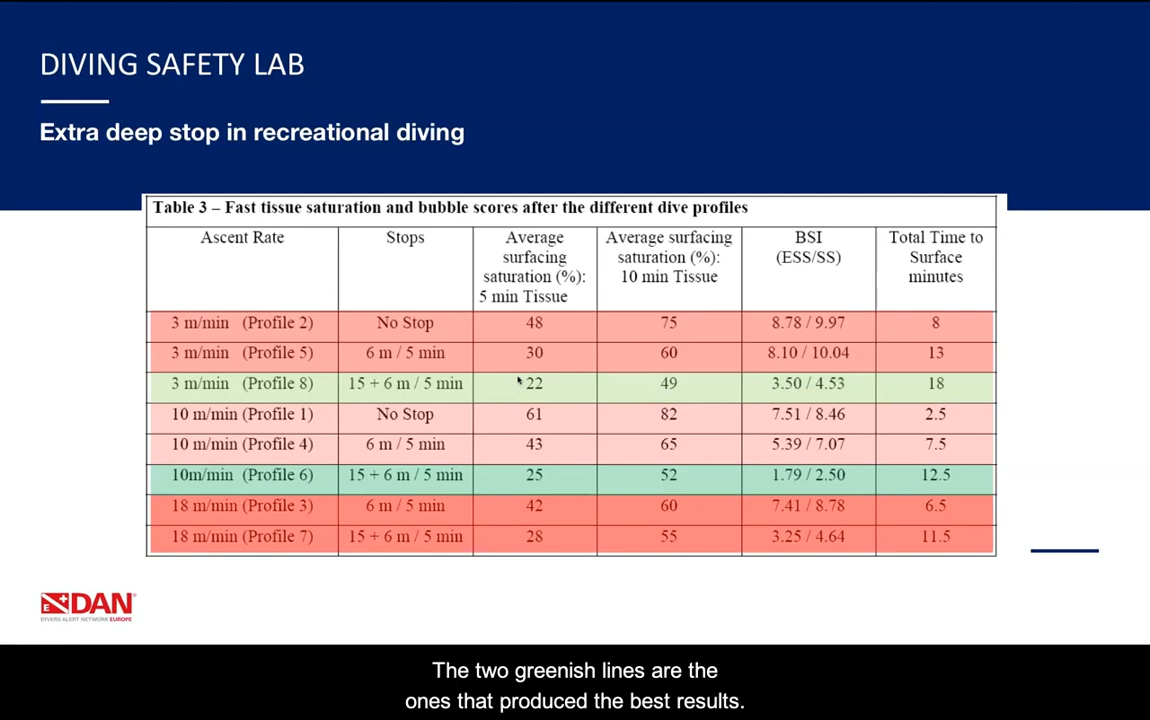 DIVING SAFETY LAB
Extra deep stop in recreational diving
Table 3 – Fast tissue saturation and bubble scores after the different dive profiles
Ascent Rate Stops Average surfacing saturation (%): 5 min Tissue Average surfacing saturation (%): 10 min Tissue BSI (ESS/SS) Total Time to Surface minutes
3 m/min (Profile 2) No Stop 48 75 8.78 / 9.97 8
3 m/min (Profile 5) 6 m / 5 min 30 60 8.10 / 10.04 13
3 m/min (Profile 8) 15 + 6 m / 5 min 22 49 3.50 / 4.53 18
10 m/min (Profile 1) No Stop 61 82 7.51 / 8.46 2.5
10 m/min (Profile 4) 6 m / 5 min 43 65 5.39 / 7.07 7.5
10m/min (Profile 6) 15 + 6 m / 5 min 25 52 1.79 / 2.50 12.5
18 m/min (Profile 3) 6 m / 5 min 42 60 7.41 / 8.78 6.5
18 m/min (Profile 7) 15 + 6 m / 5 min 28 55 3.25 / 4.64 11.5
E DAN
DIVERS ALERT NETWORK EUROPE
The two greenish lines are the
ones that produced the best results.